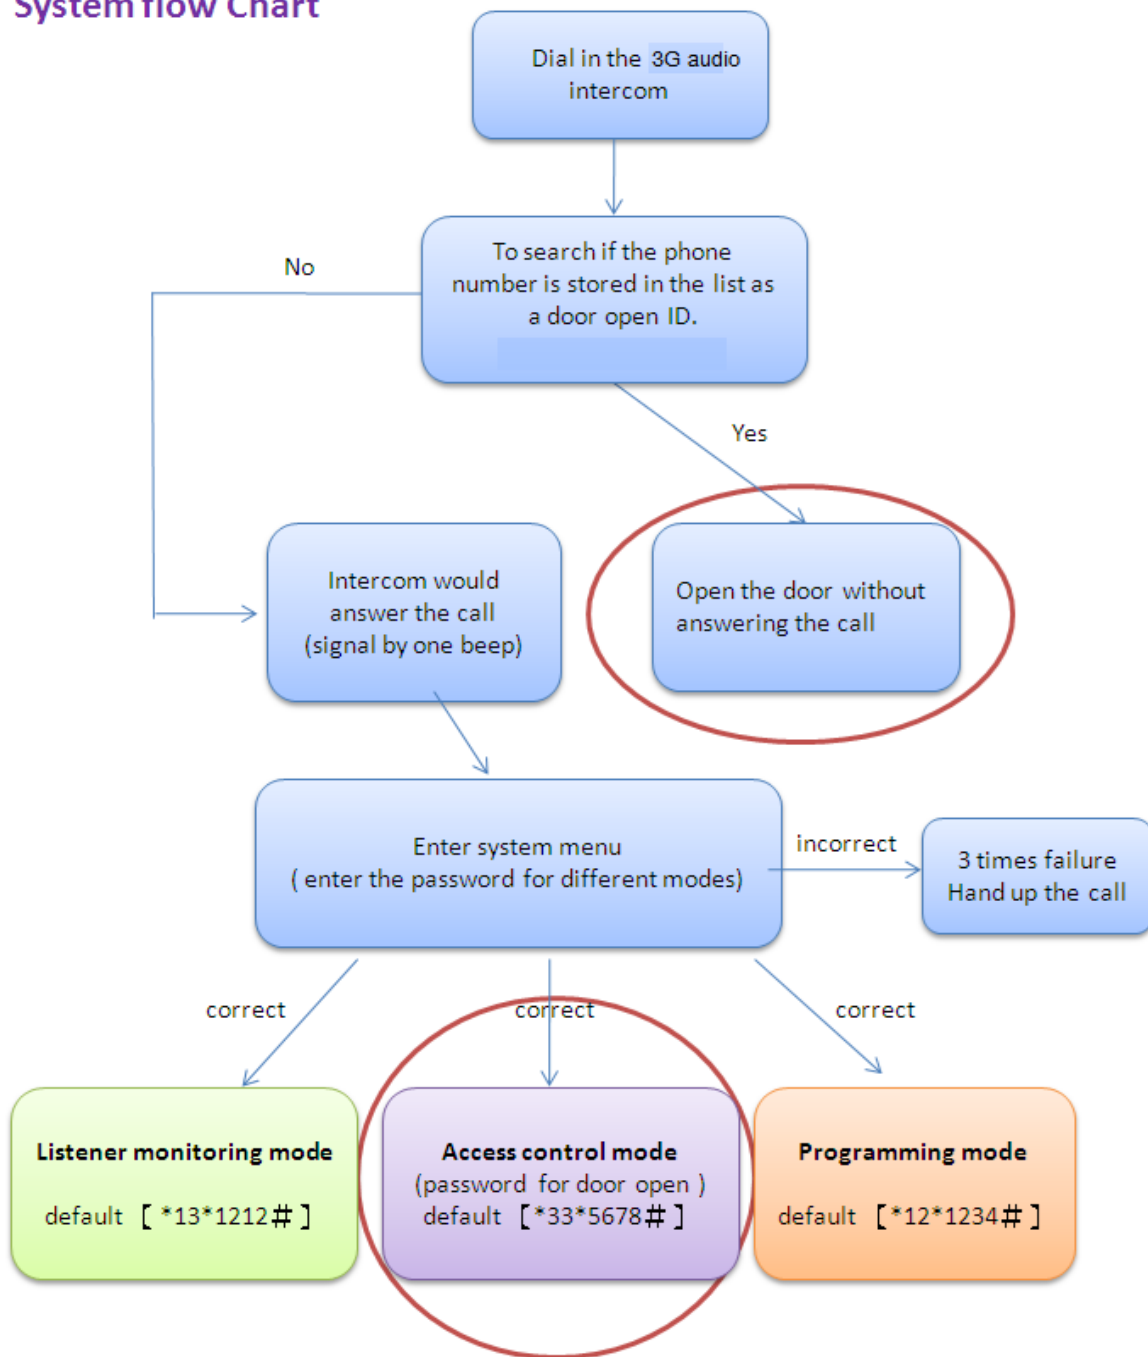 System flow Chart
Dial in the 3G audio
intercom
To search if the phone
number is stored in the list as
a door open ID.
No
Yes
Intercom would
answer the call
(signal by one beep)
Open the door without
answering the call
Enter system menu
( enter the password for different modes)
incorrect
3 times failure
Hand up the call
correct
correct
correct
Listener monitoring mode
default [ *13*1212# ]
Access control mode
(password for door open )
default [ *33*5678# ]
Programming mode
default [ *12*1234# ]